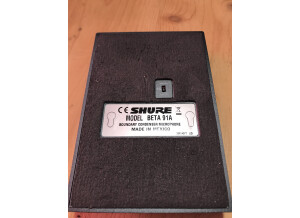 CE SHURE
MODEL BETA 91A
BOUNDARY CONDENSER MICROPHONE
MADE IN MEXICO